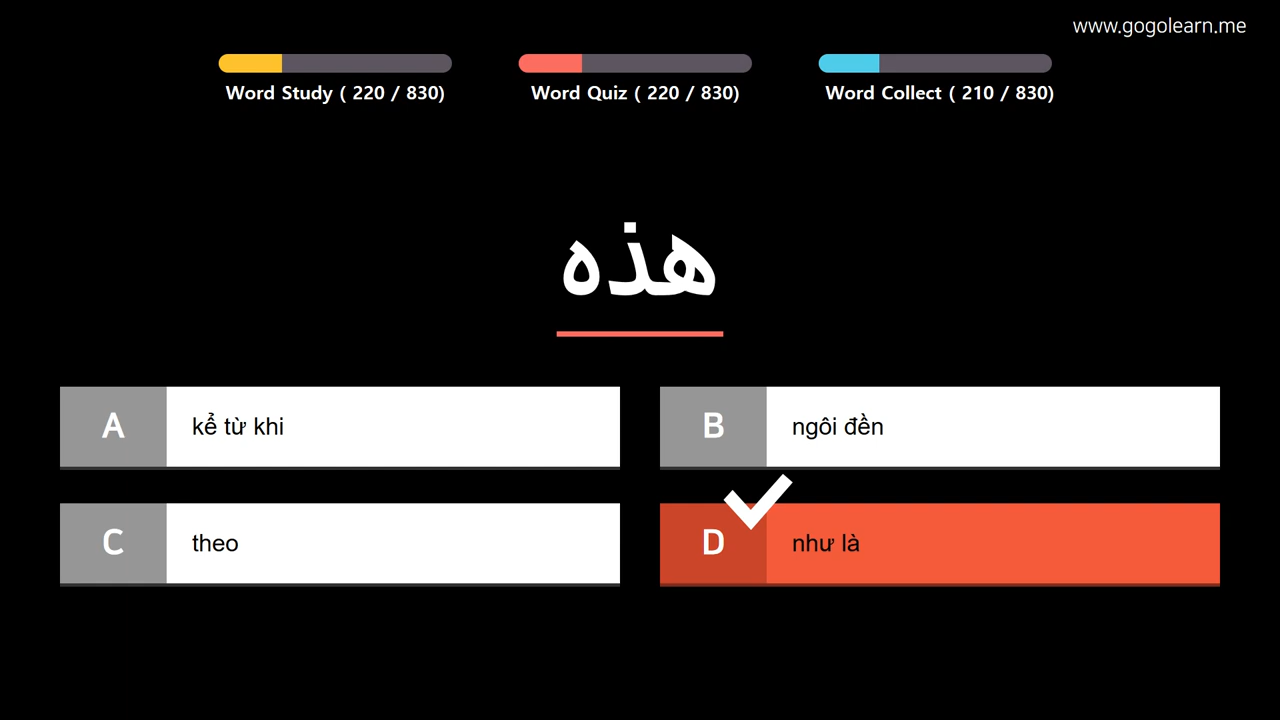 www.gogolearn.me
Word Study ( 220 / 830)
Word Quiz ( 220 / 830)
Word Collect ( 210 / 830)
هذه
A kể từ khi
B ngôi đền
C theo
D như là